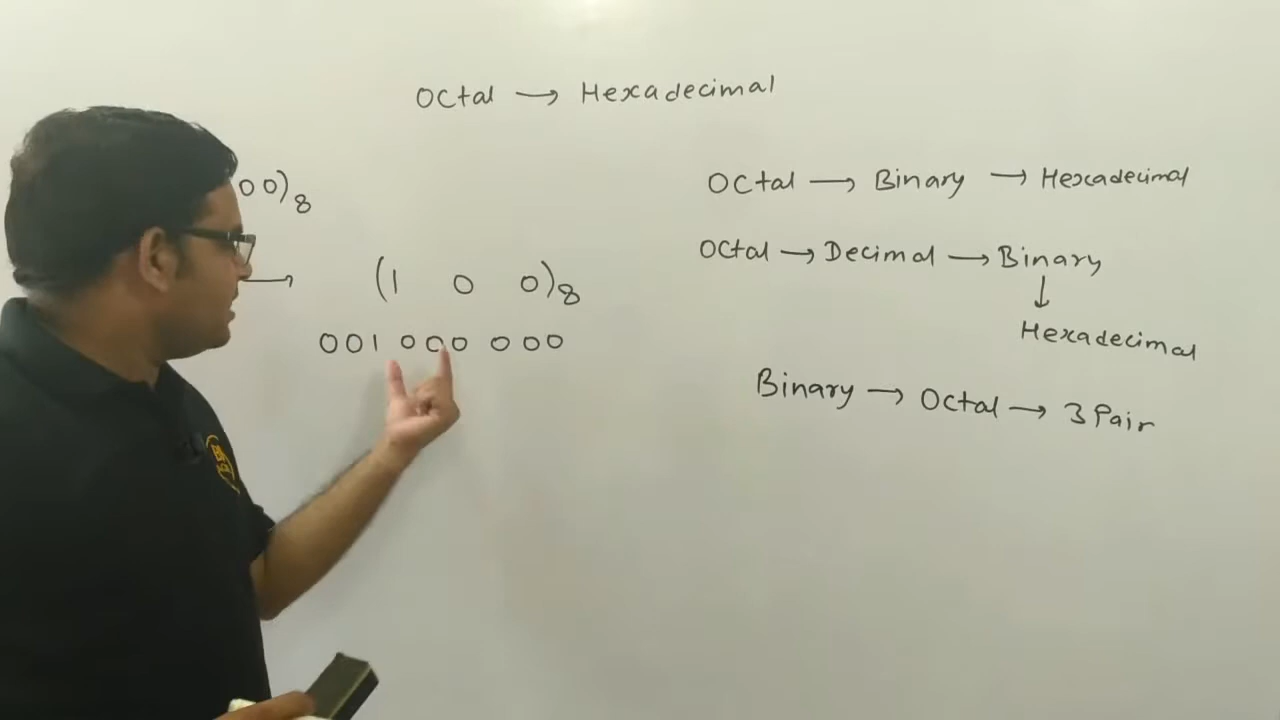 Octal → Hexadecimal
00)8
→ (1 0 0)8
001 000 000
Octal → Binary → Hexadecimal
Octal → Decimal → Binary
↓
Hexadecimal
Binary → Octal → 3 Pair